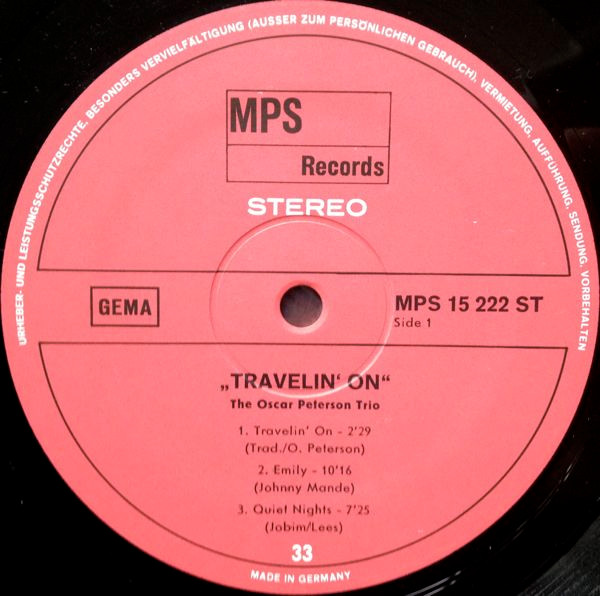 URHEBER- UND LEISTUNGSSCHUTZRECHTE, BESONDERS VERVIELFÄLTIGUNG (AUSSER ZUM PERSÖNLICHEN GEBRAUCH), VERMIETUNG, AUFFÜHRUNG, SENDUNG, VORBEHALTEN
MPS
Records
STEREO
GEMA
MPS 15 222 ST
Side 1
„TRAVELIN' ON“
The Oscar Peterson Trio
1. Travelin' On - 2'29
(Trad./O. Peterson)
2. Emily - 10'16
(Johnny Mande)
3. Quiet Nights - 7'25
(Jobim/Lees)
33
MADE IN GERMANY